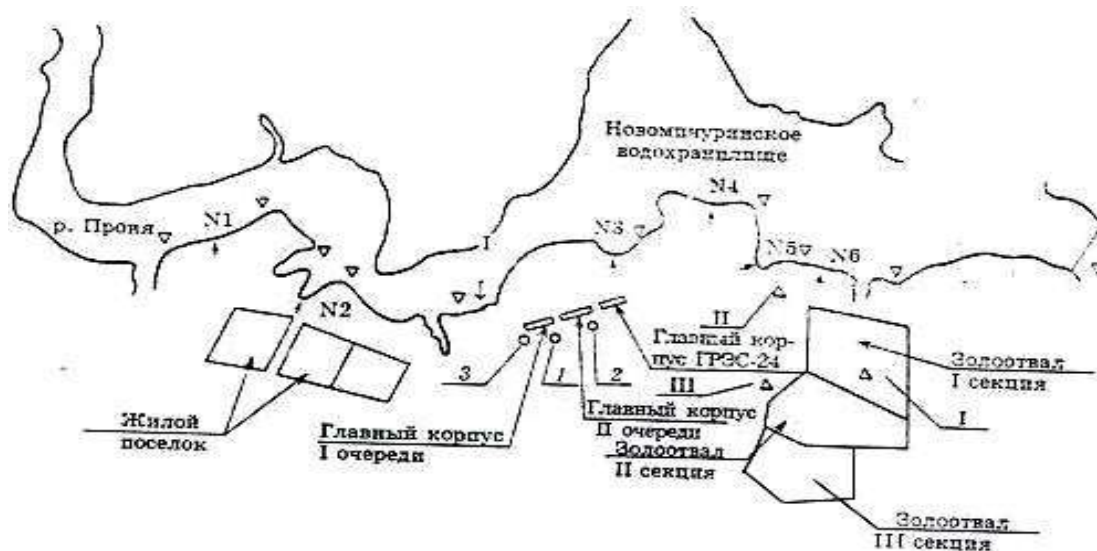 Новомичуринское
водохранилище
N4
N1
р. Проня
N3
N5
N6
I
N2
II
Главный кор-
пус ГРЭС-24
Золоотвал
I секция
3
1
2
III
Жилой
поселок
Главный корпус
I очереди
Главный корпус
II очереди
I
Золоотвал
II секция
Золоотвал
III секция